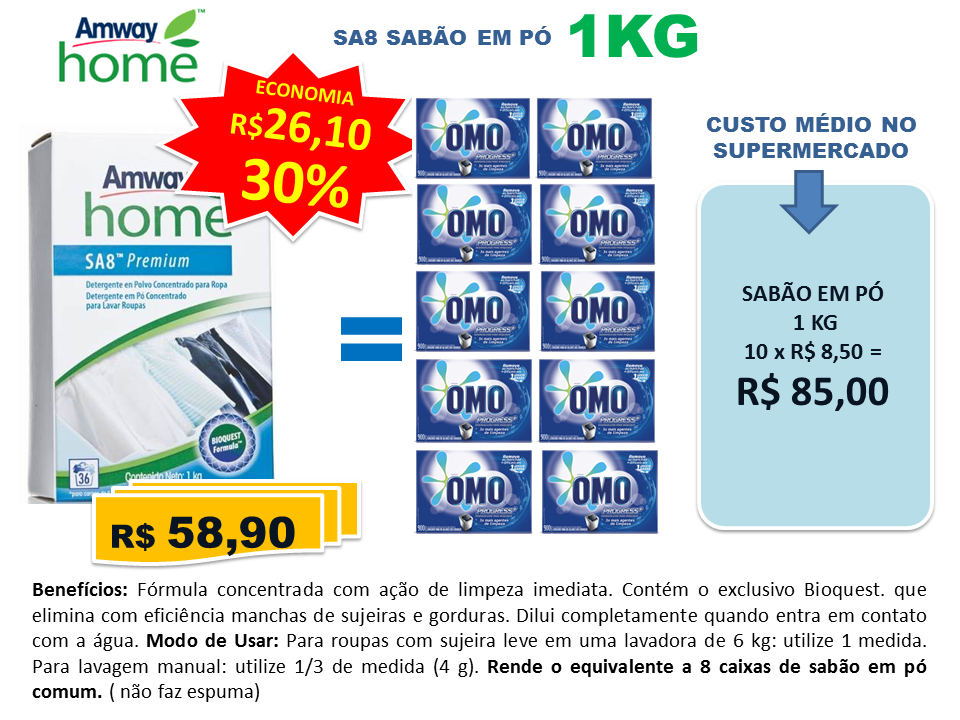 Amway™
home
SA8 SABÃO EM PÓ 1KG
ECONOMIA
R$26,10
30%
Amway
home
SA8™ Premium
Detergente en Polvo Concentrado para Ropa
Detergente em Pó Concentrado
para Lavar Roupas
BIOQUEST
Formula™
36
Contenido Neto: 1 kg
R$ 58,90
OMO
PROGRESS
OMO
PROGRESS
OMO
PROGRESS
OMO
PROGRESS
OMO
PROGRESS
OMO
PROGRESS
OMO
PROGRESS
OMO
PROGRESS
OMO
PROGRESS
OMO
PROGRESS
CUSTO MÉDIO NO
SUPERMERCADO
SABÃO EM PÓ
1 KG
10 x R$ 8,50 =
R$ 85,00
Benefícios: Fórmula concentrada com ação de limpeza imediata. Contém o exclusivo Bioquest. que
elimina com eficiência manchas de sujeiras e gorduras. Dilui completamente quando entra em contato
com a água. Modo de Usar: Para roupas com sujeira leve em uma lavadora de 6 kg: utilize 1 medida.
Para lavagem manual: utilize 1/3 de medida (4 g). Rende o equivalente a 8 caixas de sabão em pó
comum. ( não faz espuma)